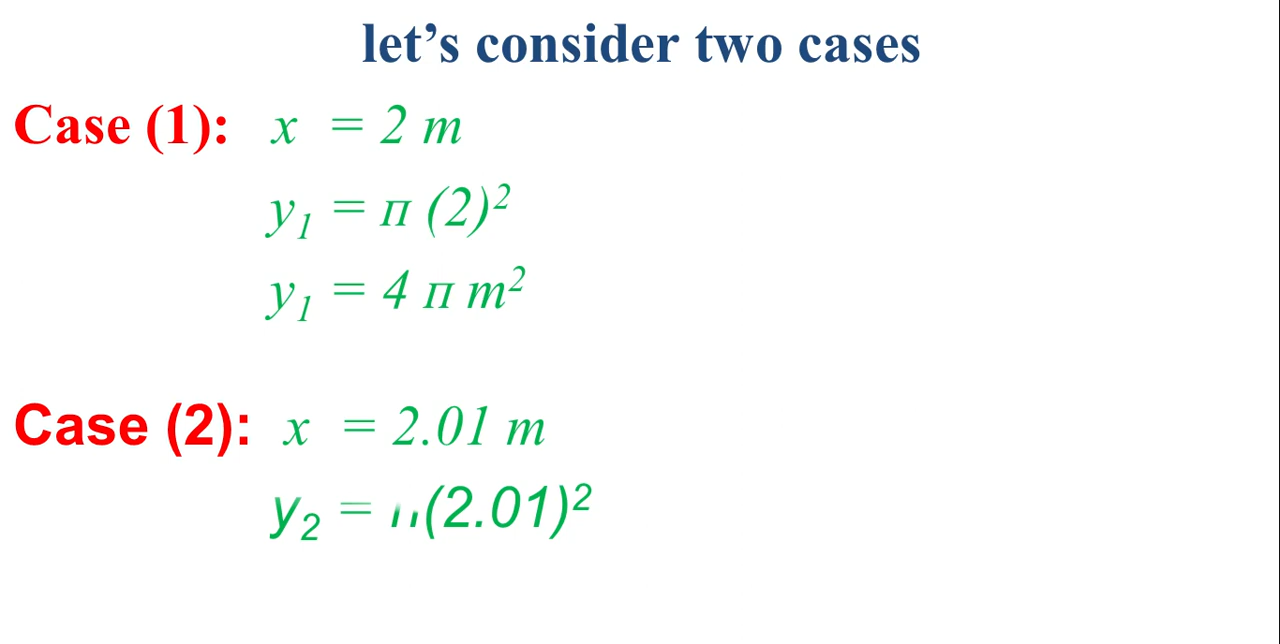 let’s consider two cases
Case (1): x = 2 m
y₁ = п (2)²
y₁ = 4 п m²
Case (2): x = 2.01 m
y₂ = (2.01)²